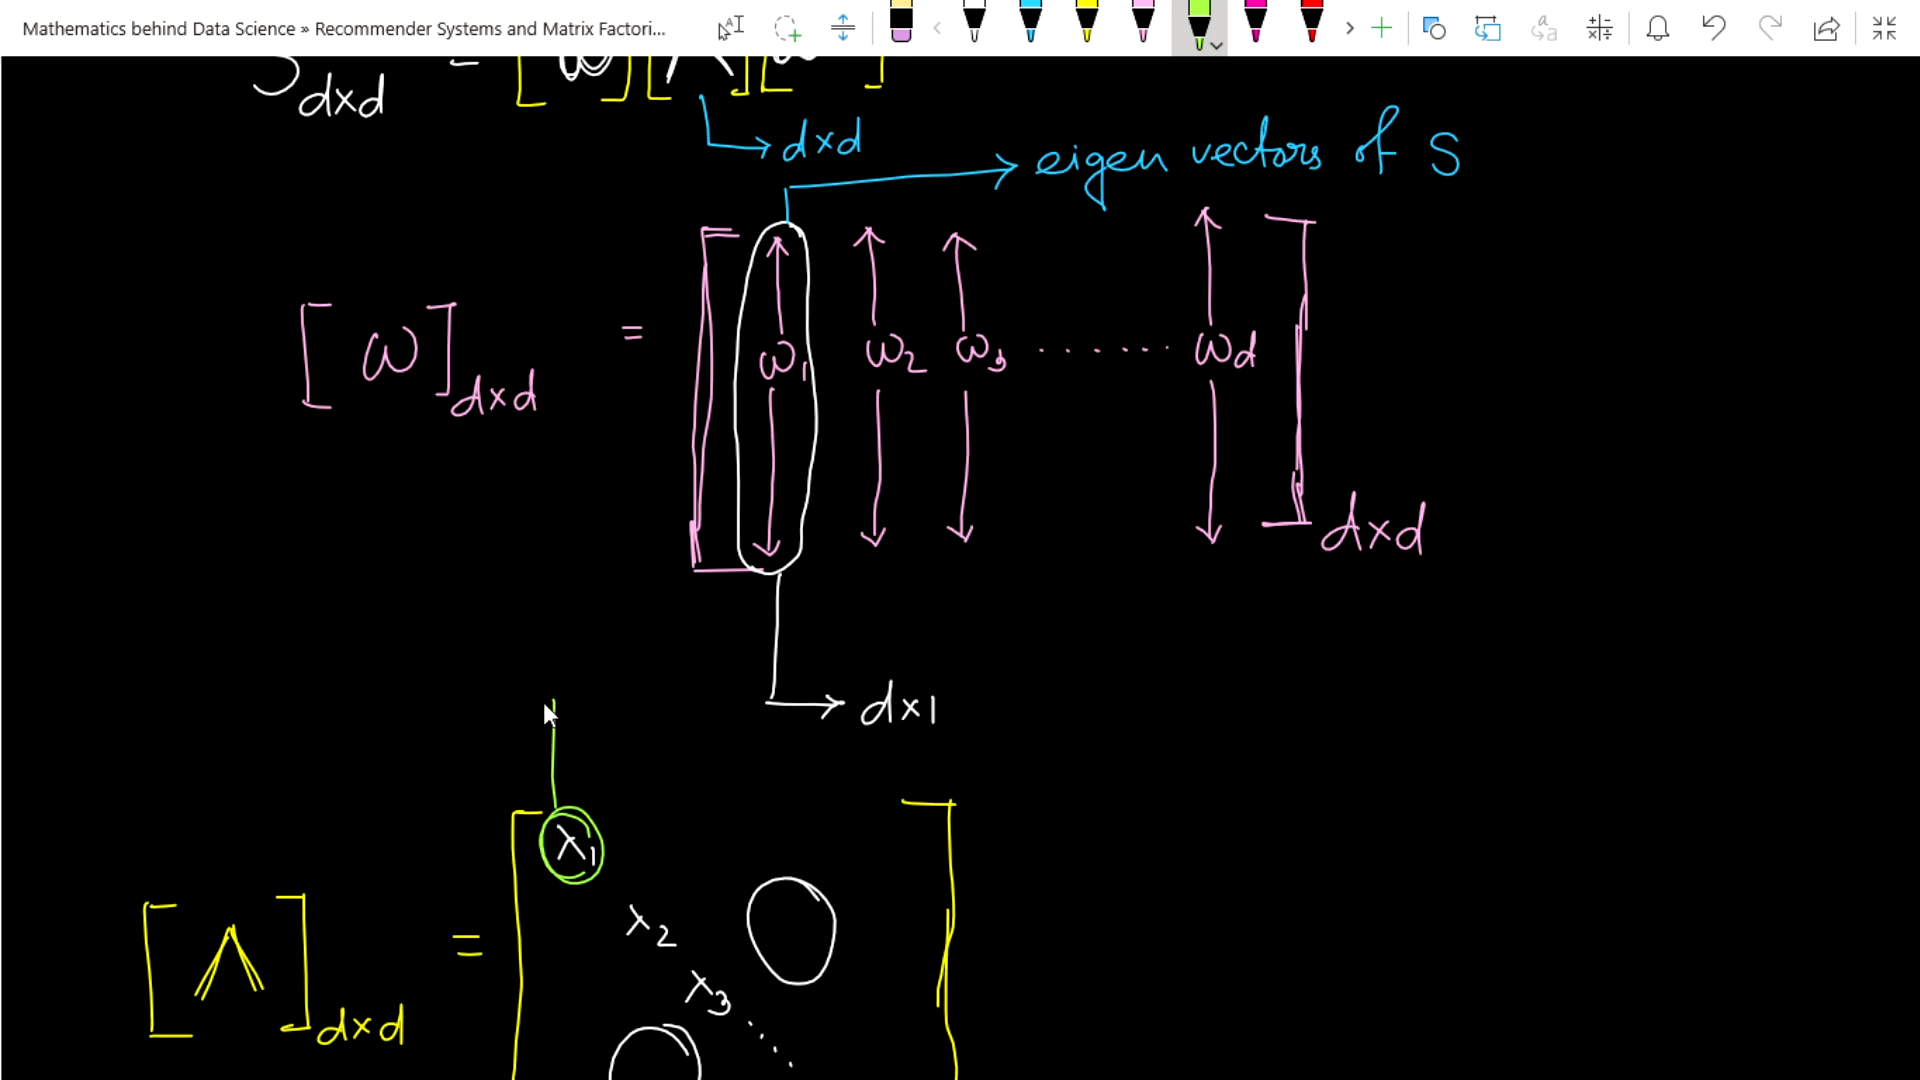 Mathematics behind Data Science » Recommender Systems and Matrix Factori...
S dxd = [ω] [Λ] [
dxd
eigen vectors of S
[ω] dxd = [ω1 ω2 ω3 ....... ωd] dxd
dx1
λ1
λ2
[Λ] dxd =
λ3